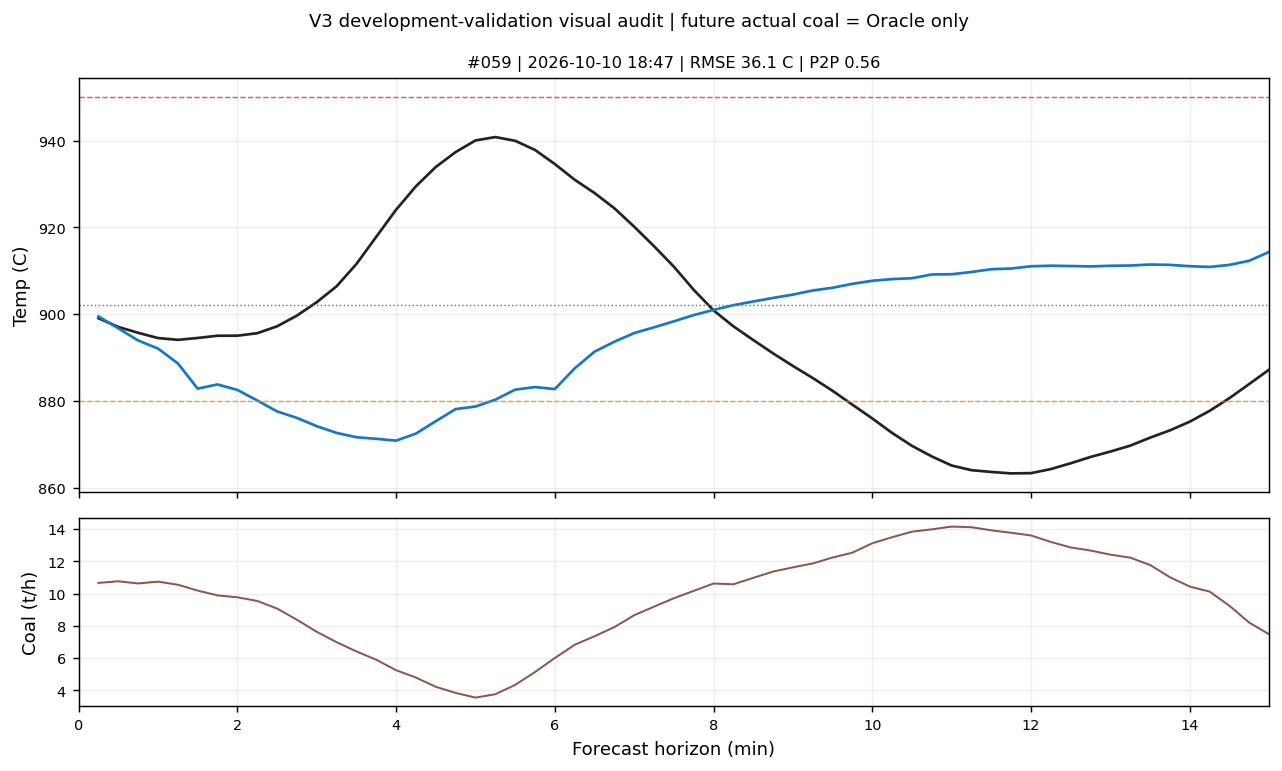 V3 development-validation visual audit | future actual coal = Oracle only
#059 | 2026-10-10 18:47 | RMSE 36.1 C | P2P 0.56
Temp (C)
940
920
900
880
860
Coal (t/h)
14
12
10
8
6
4
0 2 4 6 8 10 12 14
Forecast horizon (min)